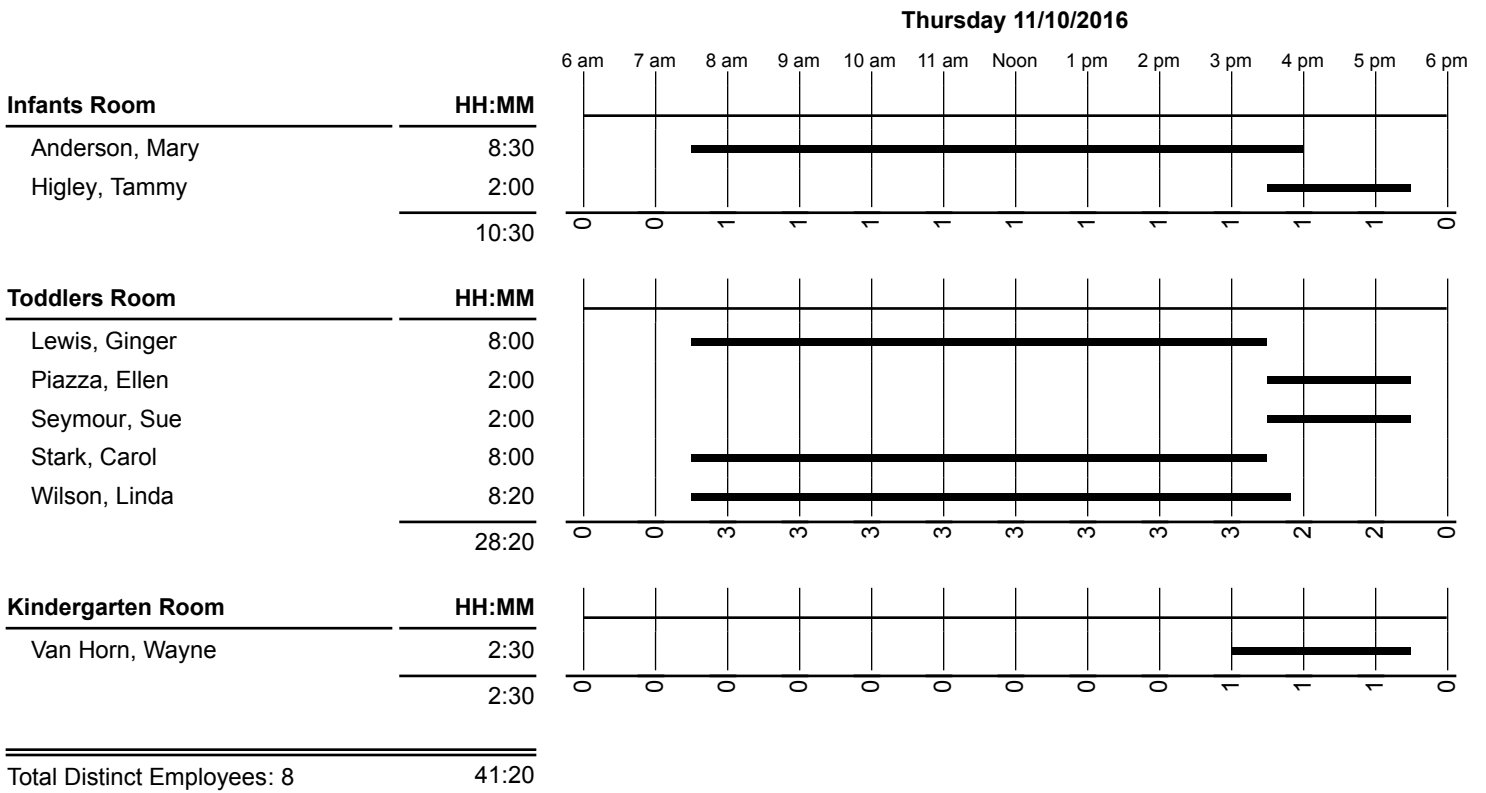 Thursday 11/10/2016
6 am 7 am 8 am 9 am 10 am 11 am Noon 1 pm 2 pm 3 pm 4 pm 5 pm 6 pm
Infants Room HH:MM
Anderson, Mary 8:30
Higley, Tammy 2:00
10:30 0 0 1 1 1 1 1 1 1 1 1 1 0
Toddlers Room HH:MM
Lewis, Ginger 8:00
Piazza, Ellen 2:00
Seymour, Sue 2:00
Stark, Carol 8:00
Wilson, Linda 8:20
28:20 0 0 3 3 3 3 3 3 3 3 2 2 0
Kindergarten Room HH:MM
Van Horn, Wayne 2:30
2:30 0 0 0 0 0 0 0 0 0 1 1 1 0
Total Distinct Employees: 8 41:20